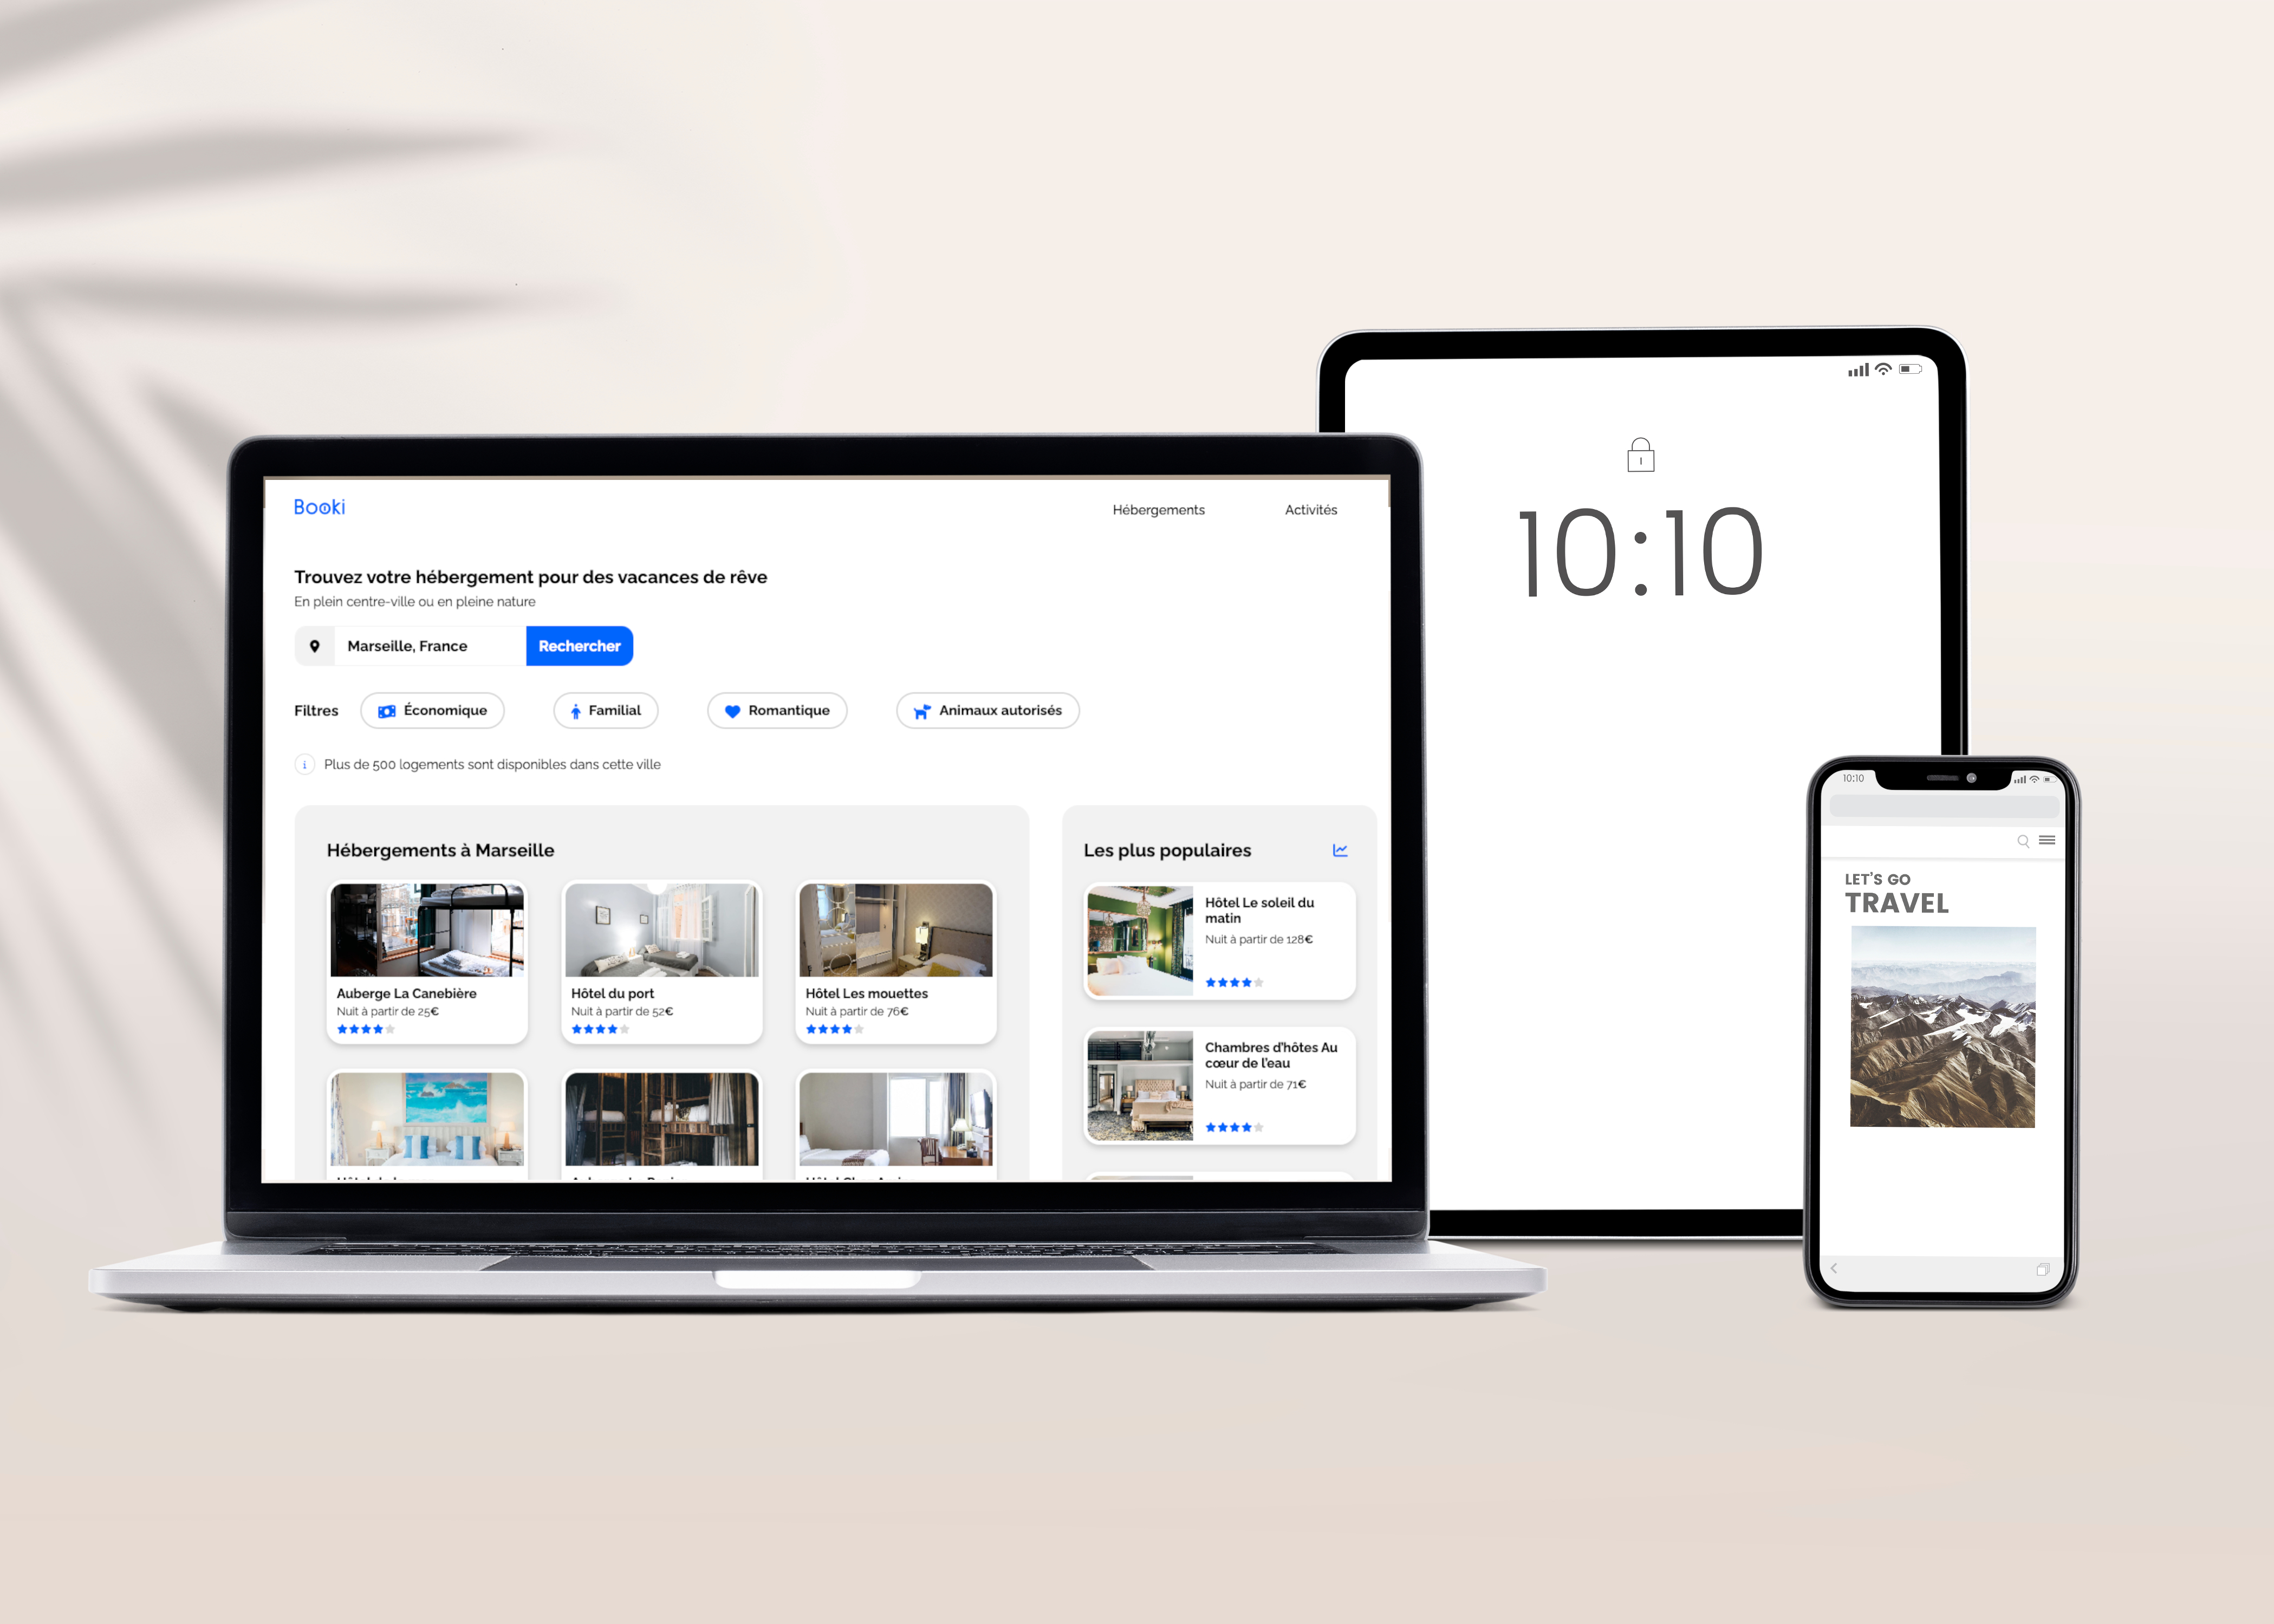 Booki
Hébergements
Activités
Trouvez votre hébergement pour des vacances de rêve
En plein centre-ville ou en pleine nature
Marseille, France
Rechercher
Filtres
Économique
Familial
Romantique
Animaux autorisés
i
Plus de 500 logements sont disponibles dans cette ville
Hébergements à Marseille
Auberge La Canebière
Nuit à partir de 25€
Hôtel du port
Nuit à partir de 52€
Hôtel Les mouettes
Nuit à partir de 76€
Les plus populaires
Hôtel Le soleil du
matin
Nuit à partir de 128€
Chambres d'hôtes Au
cœur de l'eau
Nuit à partir de 71€
10:10
10:10
LET'S GO
TRAVEL